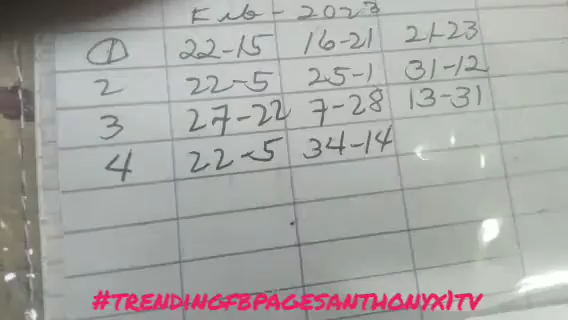 Feb - 2023
1 22-15 16-21 21-23
2 22-5 25-1 31-12
3 27-22 7-28 13-31
4 22-5 34-14
#TRENDINGFBPAGESANTHONYX1TV